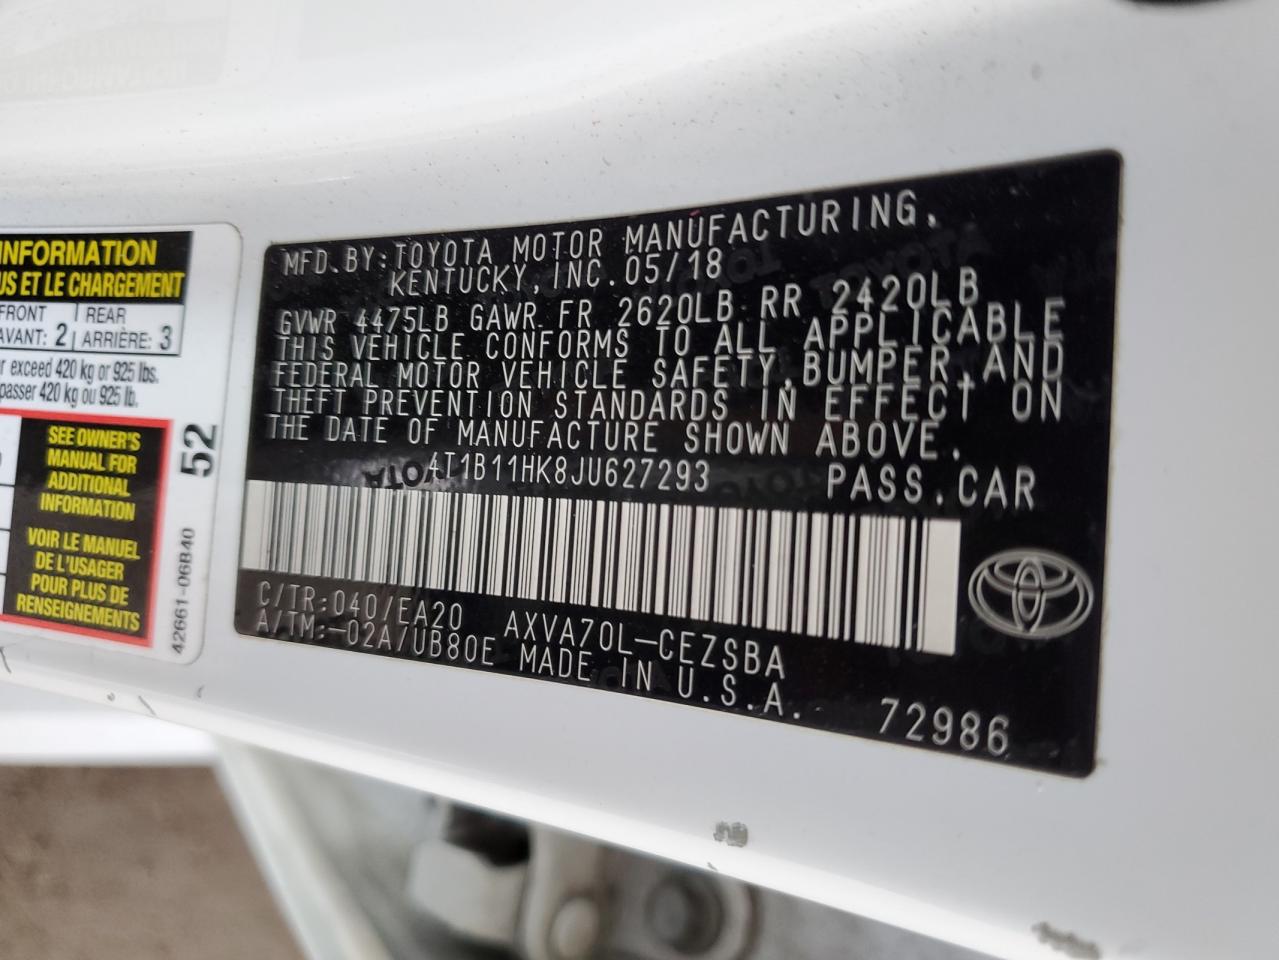 INFORMATION
US ET LE CHARGEMENT
FRONT REAR
AVANT: 2 ARRIÈRE: 3
r exceed 420 kg or 925 lbs.
passer 420 kg ou 925 lb.
SEE OWNER'S
MANUAL FOR
ADDITIONAL
INFORMATION
VOIR LE MANUEL
DE L'USAGER
POUR PLUS DE
RENSEIGNEMENTS
52
42661-06B40
MFD.BY:TOYOTA MOTOR MANUFACTURING.
KENTUCKY,INC.05/18
GVWR 4475LB GAWR FR 2620LB RR 2420LB
THIS VEHICLE CONFORMS TO ALL APPLICABLE
FEDERAL MOTOR VEHICLE SAFETY,BUMPER,AND
THEFT PREVENTION STANDARDS IN EFFECT ON
THE DATE OF MANUFACTURE SHOWN ABOVE.
4T1B11HK8JU627293 PASS.CAR
C/TR:040/EA20 AXVA70L-CEZSBA
A/TM:-02A/UB80E MADE IN U.S.A.
72986